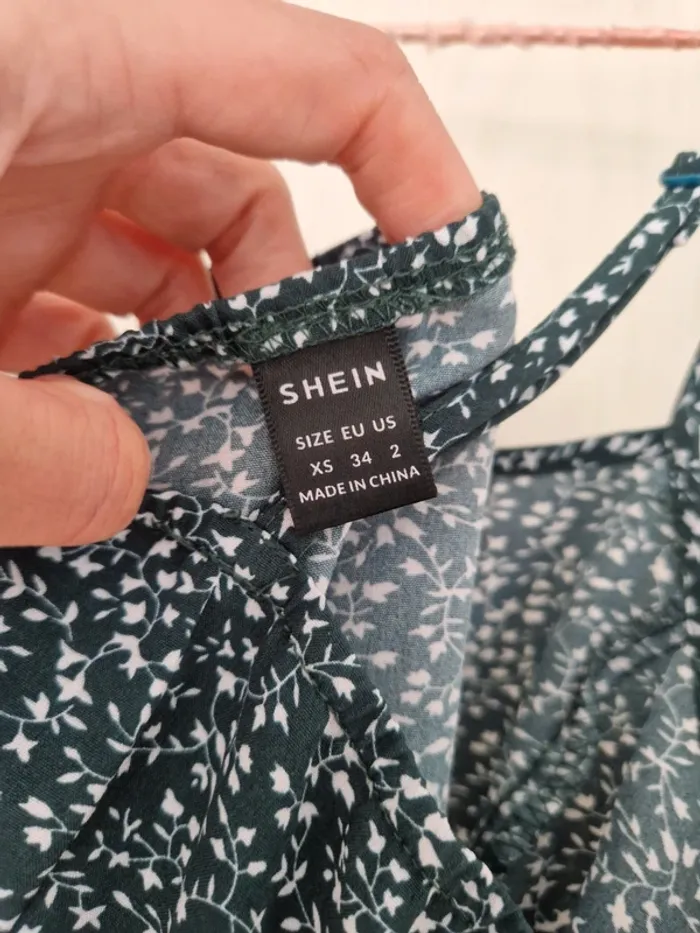 SHEIN
SIZE EU US
XS 34 2
MADE IN CHINA